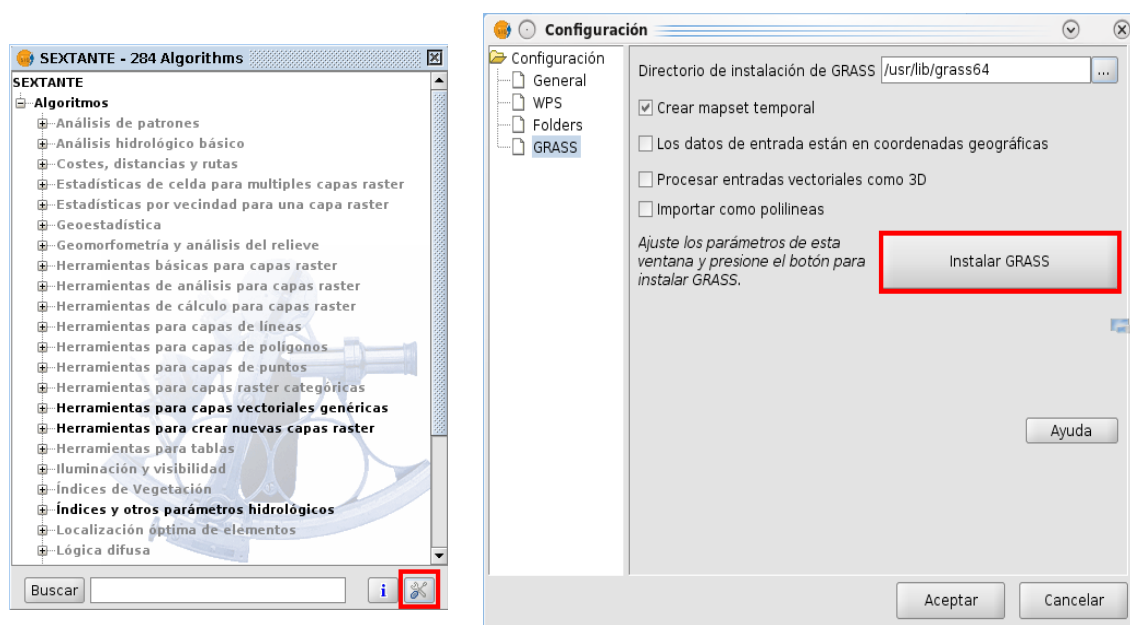 SEXTANTE - 284 Algorithms
SEXTANTE
Algoritmos
Análisis de patrones
Análisis hidrológico básico
Costes, distancias y rutas
Estadísticas de celda para multiples capas raster
Estadísticas por vecindad para una capa raster
Geoestadística
Geomorfometría y análisis del relieve
Herramientas básicas para capas raster
Herramientas de análisis para capas raster
Herramientas de cálculo para capas raster
Herramientas para capas de líneas
Herramientas para capas de polígonos
Herramientas para capas de puntos
Herramientas para capas raster categóricas
Herramientas para capas vectoriales genéricas
Herramientas para crear nuevas capas raster
Herramientas para tablas
Iluminación y visibilidad
Índices de Vegetación
Índices y otros parámetros hidrológicos
Localización óptima de elementos
Lógica difusa
Buscar
i
Configuración
Configuración
General
WPS
Folders
GRASS
Directorio de instalación de GRASS /usr/lib/grass64 ...
Crear mapset temporal
Los datos de entrada están en coordenadas geográficas
Procesar entradas vectoriales como 3D
Importar como polilineas
Ajuste los parámetros de esta
ventana y presione el botón para
instalar GRASS.
Instalar GRASS
Ayuda
Aceptar
Cancelar